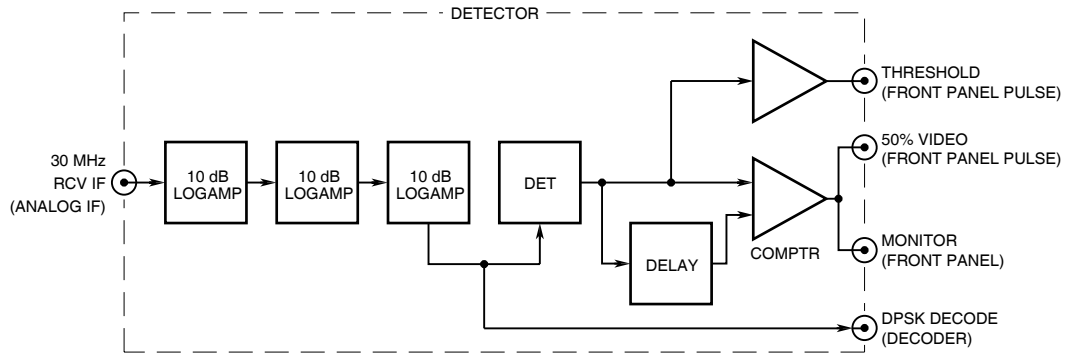 DETECTOR
THRESHOLD
(FRONT PANEL PULSE)
50% VIDEO
(FRONT PANEL PULSE)
30 MHz
RCV IF
(ANALOG IF)
10 dB
LOGAMP
10 dB
LOGAMP
10 dB
LOGAMP
DET
DELAY
COMPTR
MONITOR
(FRONT PANEL)
DPSK DECODE
(DECODER)